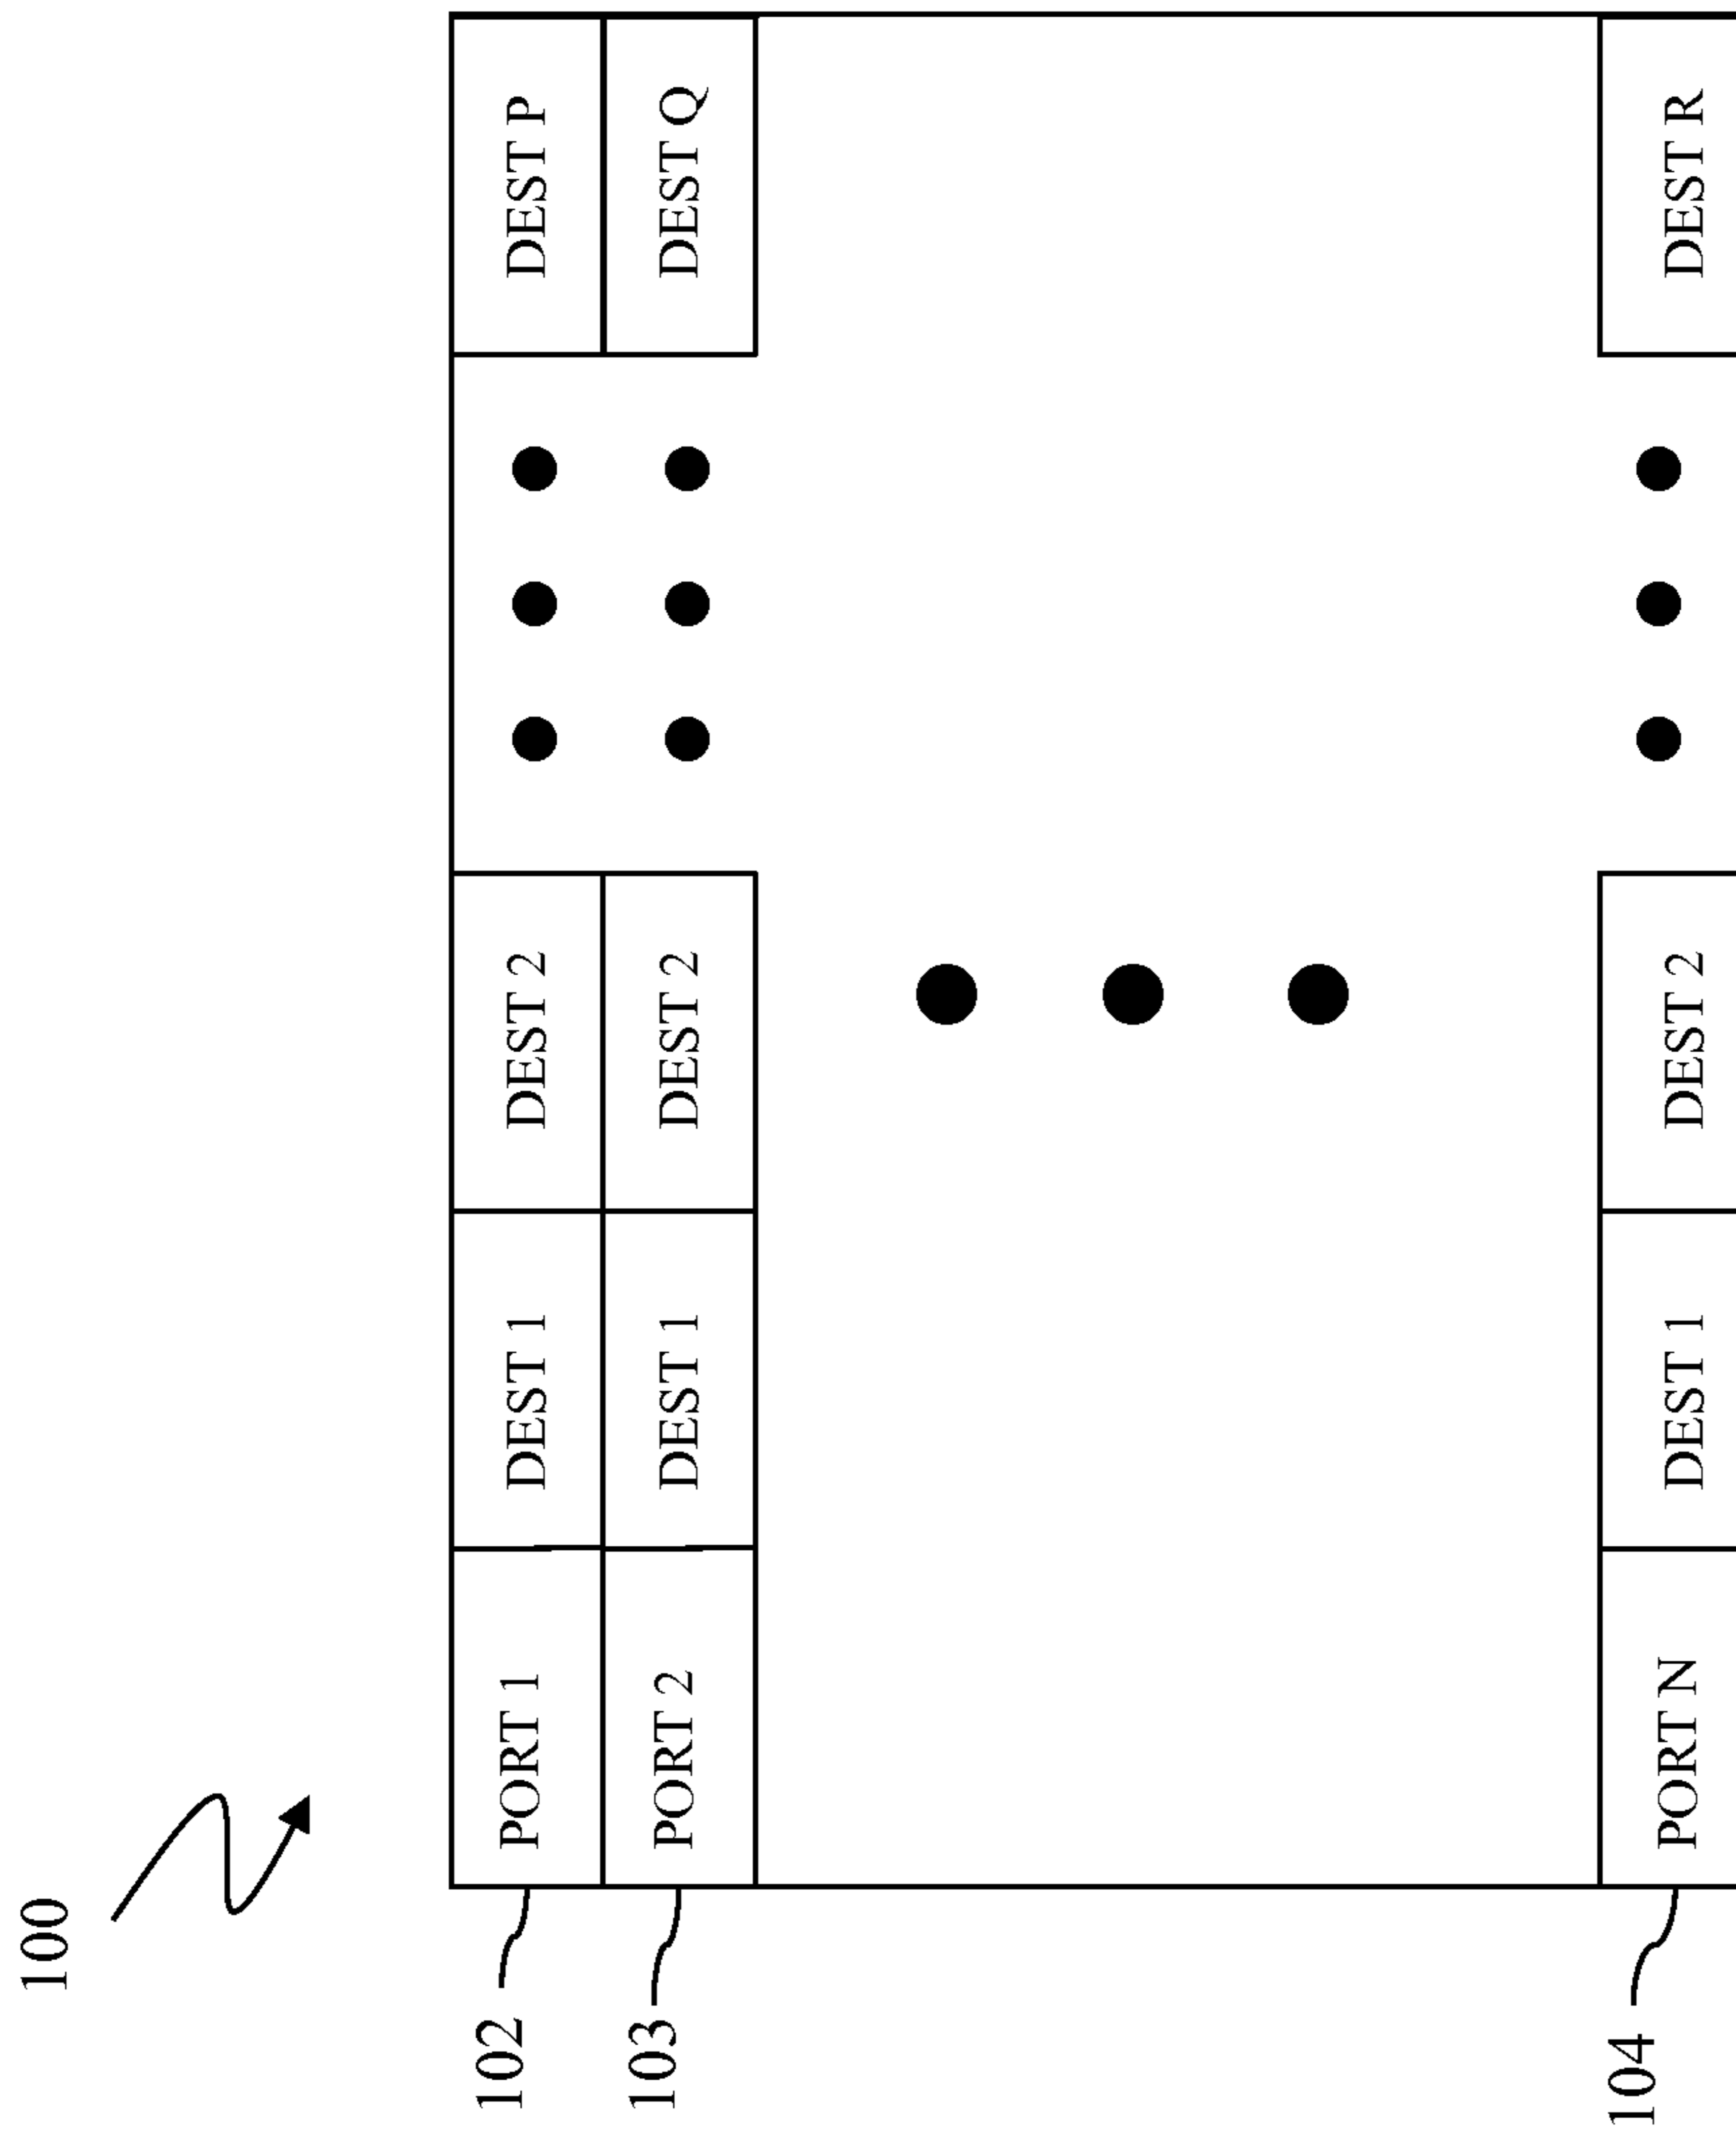 100
102 PORT 1 DEST 1 DEST 2 DEST P
103 PORT 2 DEST 1 DEST 2 DEST Q
104 PORT N DEST 1 DEST 2 DEST R